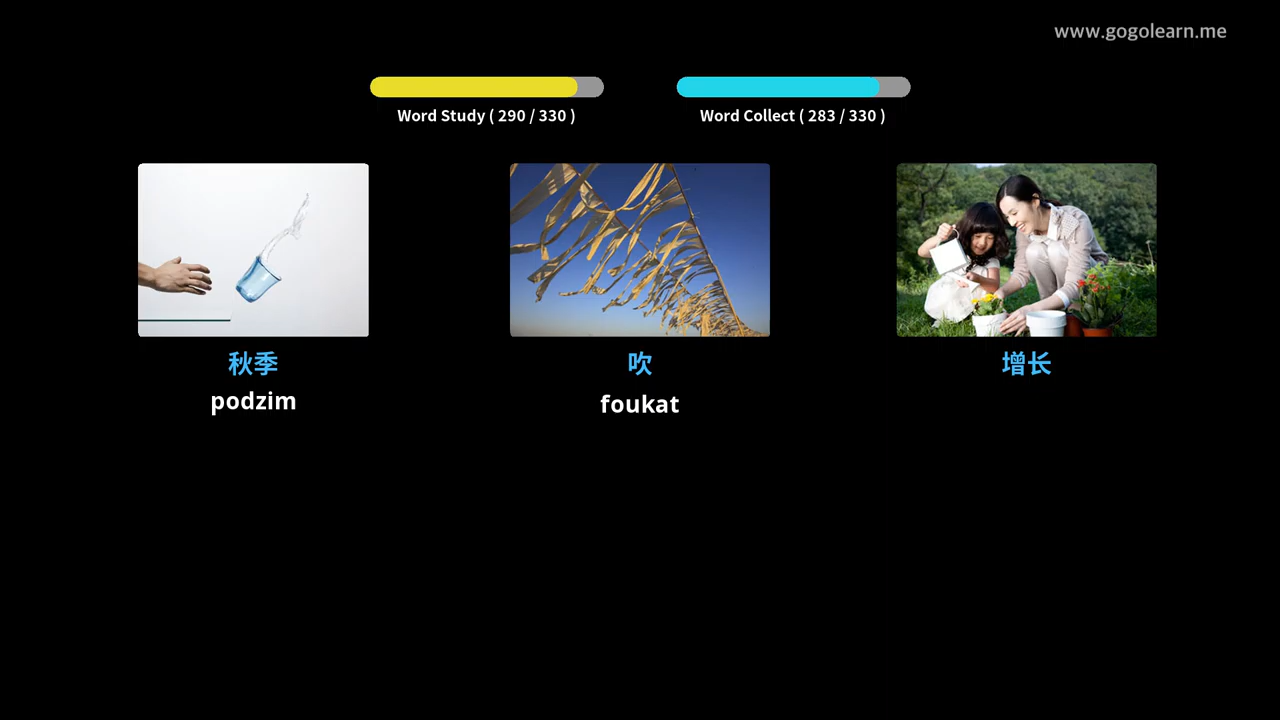 www.gogolearn.me
Word Study ( 290 / 330 )
Word Collect ( 283 / 330 )
秋季
podzim
吹
foukat
增长